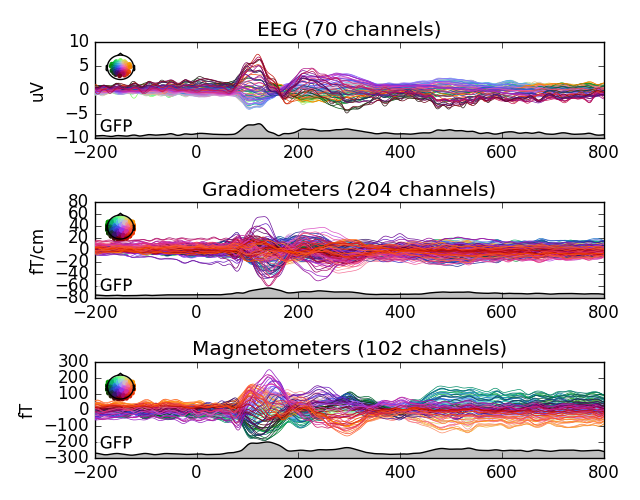 EEG (70 channels)
10
5
0
−5
−10
uV
GFP
−200 0 200 400 600 800
Gradiometers (204 channels)
80
60
40
20
0
−20
−40
−60
−80
fT/cm
GFP
−200 0 200 400 600 800
Magnetometers (102 channels)
300
200
100
0
−100
−200
−300
fT
GFP
−200 0 200 400 600 800